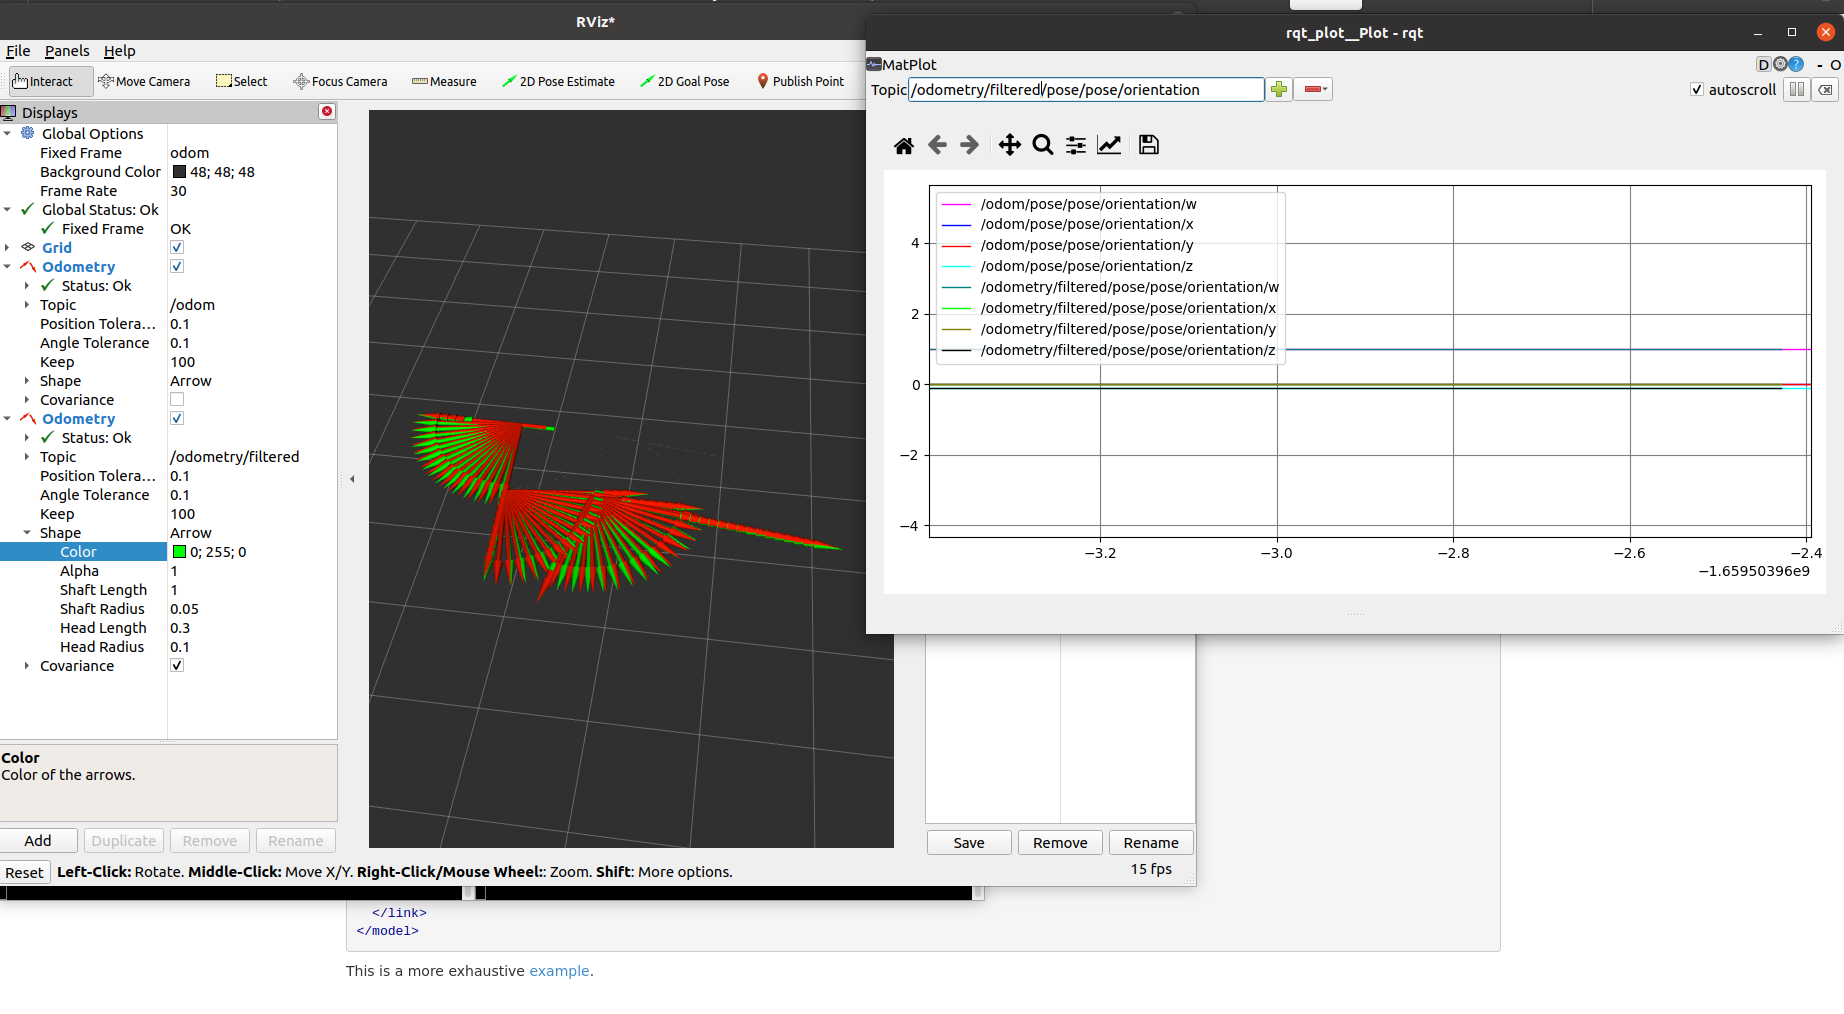 RViz*
File Panels Help
Interact Move Camera Select Focus Camera Measure 2D Pose Estimate 2D Goal Pose Publish Point
Displays
Global Options
Fixed Frame odom
Background Color 48; 48; 48
Frame Rate 30
Global Status: Ok
Fixed Frame OK
Grid
Odometry
Status: Ok
Topic /odom
Position Tolera... 0.1
Angle Tolerance 0.1
Keep 100
Shape Arrow
Covariance
Odometry
Status: Ok
Topic /odometry/filtered
Position Tolera... 0.1
Angle Tolerance 0.1
Keep 100
Shape Arrow
Color 0; 255; 0
Alpha 1
Shaft Length 1
Shaft Radius 0.05
Head Length 0.3
Head Radius 0.1
Covariance
Color
Color of the arrows.
Add Duplicate Remove Rename
Reset Left-Click: Rotate. Middle-Click: Move X/Y. Right-Click/Mouse Wheel:: Zoom. Shift: More options.
15 fps
Save Remove Rename
rqt_plot__Plot - rqt
MatPlot
D ? - O
Topic /odometry/filtered/pose/pose/orientation
autoscroll
/odom/pose/pose/orientation/w
/odom/pose/pose/orientation/x
/odom/pose/pose/orientation/y
/odom/pose/pose/orientation/z
/odometry/filtered/pose/pose/orientation/w
/odometry/filtered/pose/pose/orientation/x
/odometry/filtered/pose/pose/orientation/y
/odometry/filtered/pose/pose/orientation/z
4
2
0
−2
−4
−3.2 −3.0 −2.8 −2.6 −2.4
−1.65950396e9
</link>
</model>
This is a more exhaustive example.